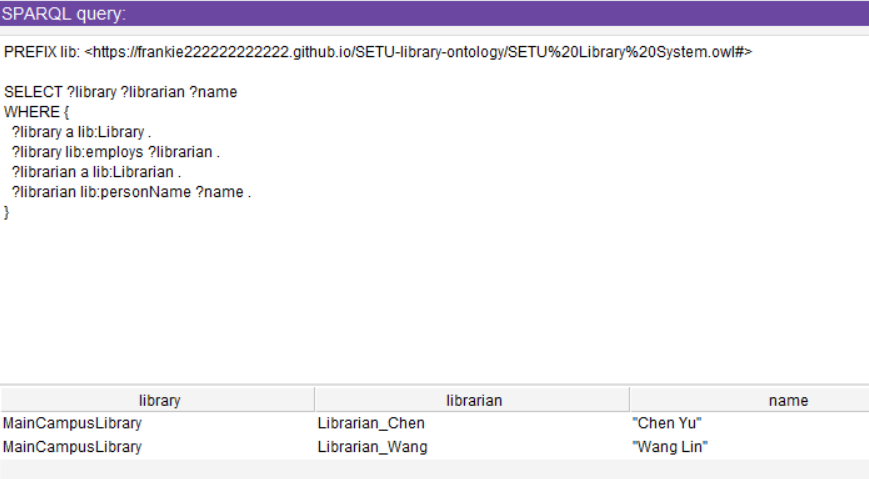 SPARQL query:
PREFIX lib: <https://frankie222222222222.github.io/SETU-library-ontology/SETU%20Library%20System.owl#>
SELECT ?library ?librarian ?name
WHERE {
?library a lib:Library .
?library lib:employs ?librarian .
?librarian a lib:Librarian .
?librarian lib:personName ?name .
}
library librarian name
MainCampusLibrary Librarian_Chen "Chen Yu"
MainCampusLibrary Librarian_Wang "Wang Lin"